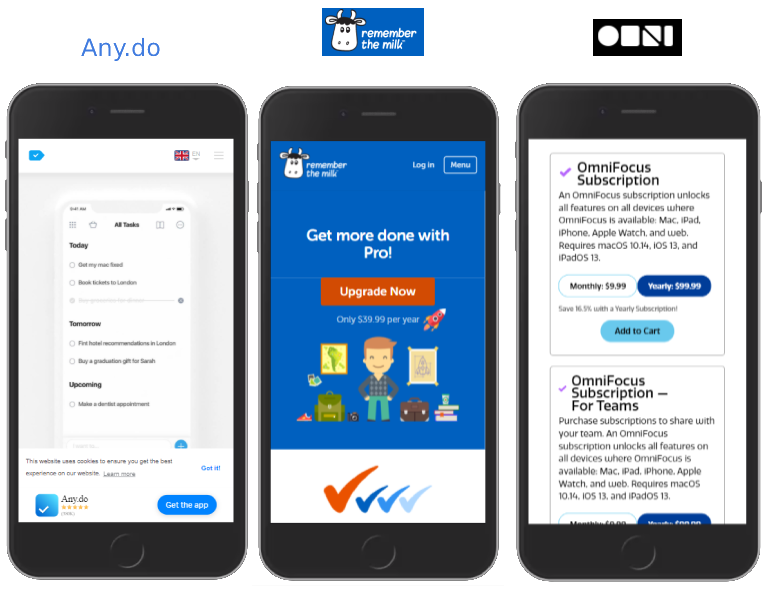 Any.do
remember
the milk
OMNI
EN
9:41 AM
All Tasks
Today
Get my mac fixed
Book tickets to London
Tomorrow
Fint hotel recommendations in London
Buy a graduation gift for Sarah
Upcoming
Make a dentist appointment
This website uses cookies to ensure you get the best
experience on our website. Learn more
Got it!
Any.do
Get the app
remember
the milk
Log in
Menu
Get more done with
Pro!
Upgrade Now
Only $39.99 per year
OmniFocus
Subscription
An OmniFocus subscription unlocks
all features on all devices where
OmniFocus is available: Mac, iPad,
iPhone, Apple Watch, and web.
Requires macOS 10.14, iOS 13, and
iPadOS 13.
Monthly: $9.99
Yearly: $99.99
Save 16.5% with a Yearly Subscription!
Add to Cart
OmniFocus
Subscription —
For Teams
Purchase subscriptions to share with
your team. An OmniFocus
subscription unlocks all features on
all devices where OmniFocus is
available: Mac, iPad, iPhone, Apple
Watch, and web. Requires macOS
10.14, iOS 13, and iPadOS 13.
Monthly: $9.99
Yearly: $99.99